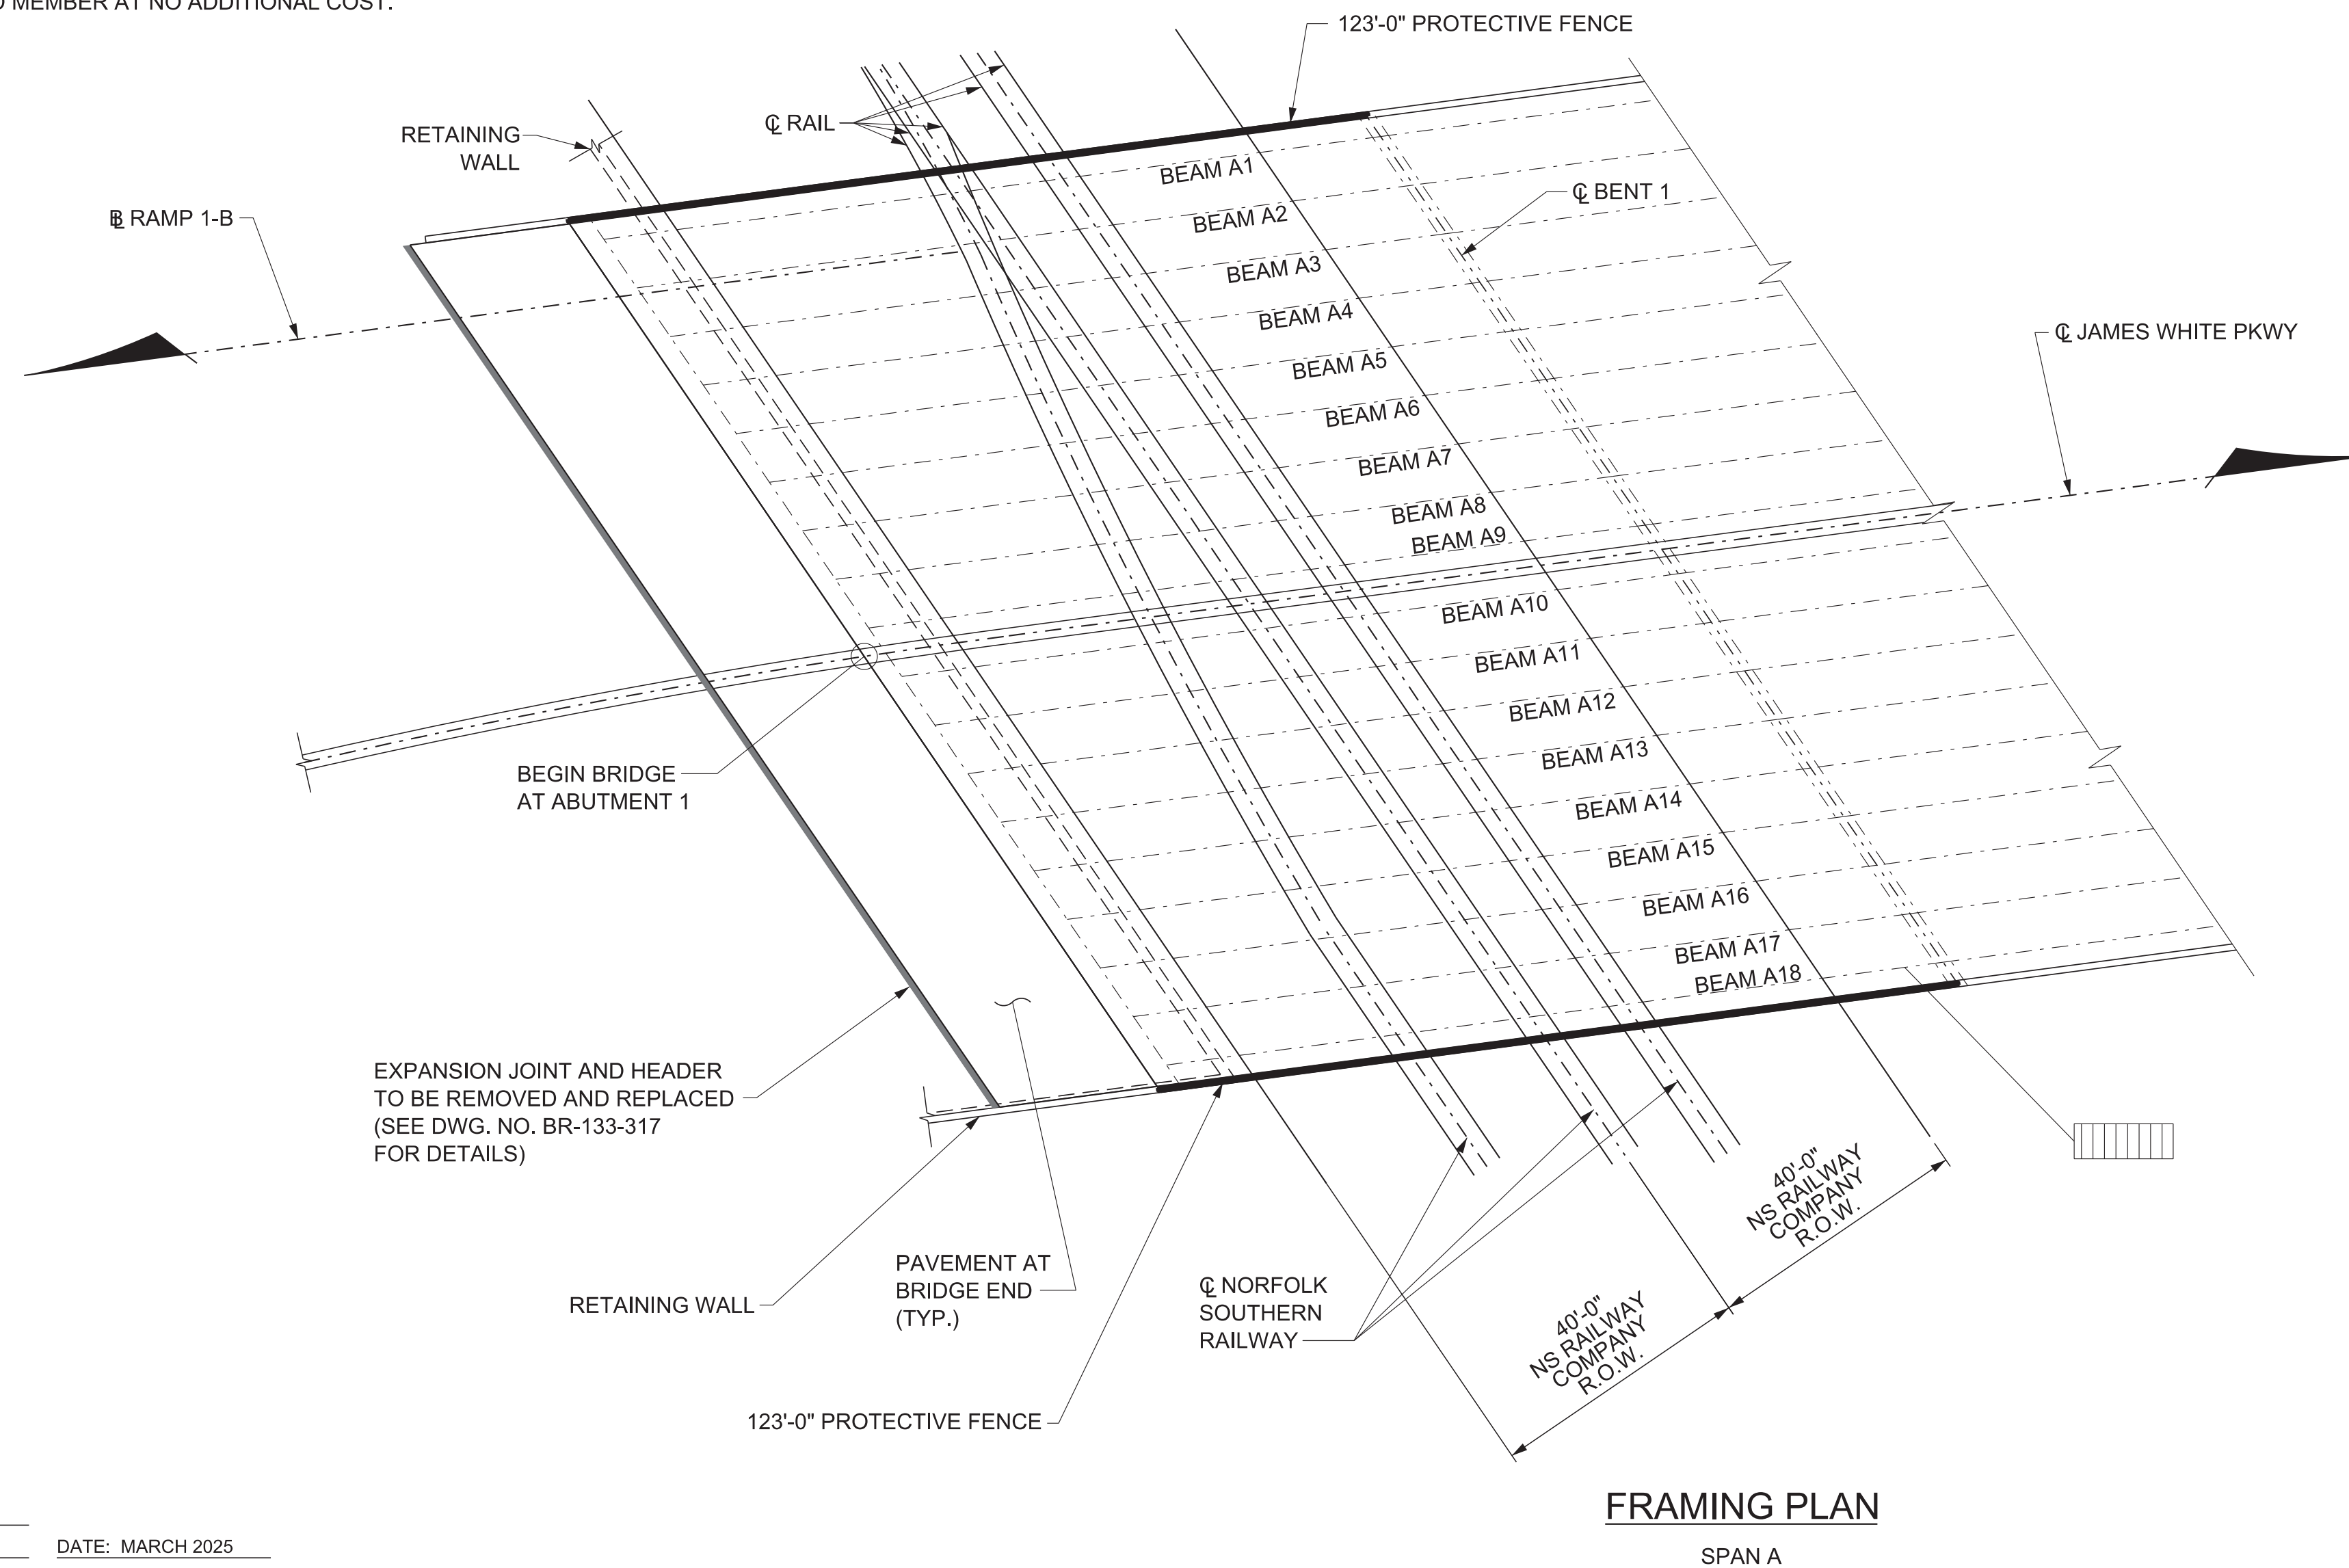 MEMBER AT NO ADDITIONAL COST.
123'-0" PROTECTIVE FENCE
℄ RAIL
RETAINING
WALL
BEAM A1
℄ BENT 1
B̲L RAMP 1-B
BEAM A2
BEAM A3
BEAM A4
℄ JAMES WHITE PKWY
BEAM A5
BEAM A6
BEAM A7
BEAM A8
BEAM A9
BEAM A10
BEAM A11
BEAM A12
BEAM A13
BEGIN BRIDGE
AT ABUTMENT 1
BEAM A14
BEAM A15
BEAM A16
BEAM A17
BEAM A18
EXPANSION JOINT AND HEADER
TO BE REMOVED AND REPLACED
(SEE DWG. NO. BR-133-317
FOR DETAILS)
40'-0"
NS RAILWAY
COMPANY
R.O.W.
PAVEMENT AT
BRIDGE END
(TYP.)
RETAINING WALL
℄ NORFOLK
SOUTHERN
RAILWAY
40'-0"
NS RAILWAY
COMPANY
R.O.W.
123'-0" PROTECTIVE FENCE
FRAMING PLAN
SPAN A
DATE: MARCH 2025